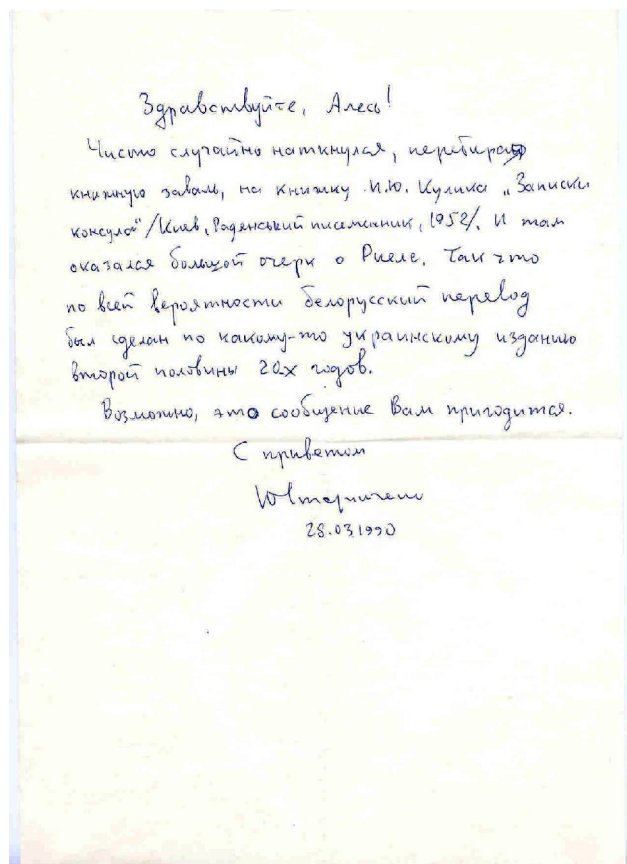 Здравствуйте, Алесь!
Чисто случайно наткнулся, перебирая
книжную заваль, на книжку И.Ю. Кулика „Записки
консула“ /Киев, Радянський письменник, 1952/. И там
оказался большой очерк о Риеле. Так что
по всей вероятности белорусский перевод
был сделан по какому-то украинскому изданию
второй половины 20х годов.
Возможно, это сообщение Вам пригодится.
С приветом
28.03.1990